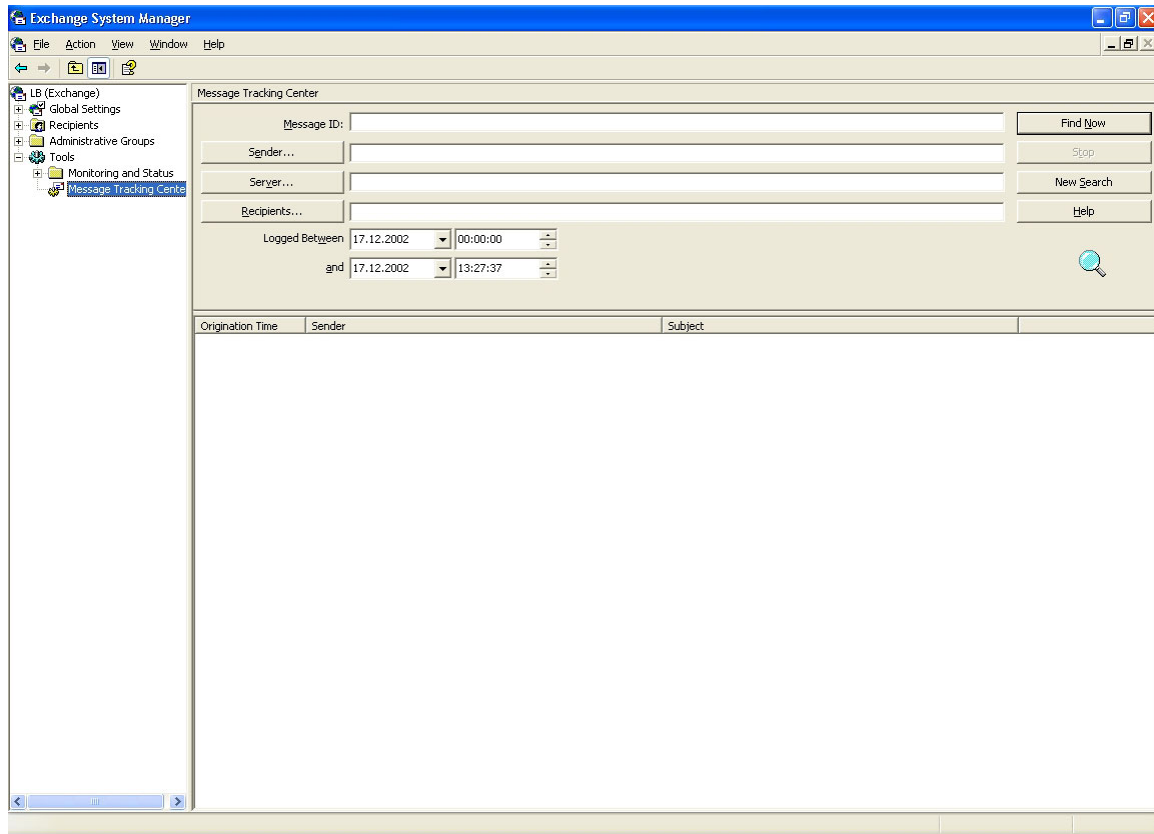 Exchange System Manager
File Action View Window Help
LB (Exchange)
Global Settings
Recipients
Administrative Groups
Tools
Monitoring and Status
Message Tracking Cente
Message Tracking Center
Message ID:
Find Now
Sender...
Stop
Server...
New Search
Recipients...
Help
Logged Between 17.12.2002 00:00:00
and 17.12.2002 13:27:37
Origination Time Sender Subject